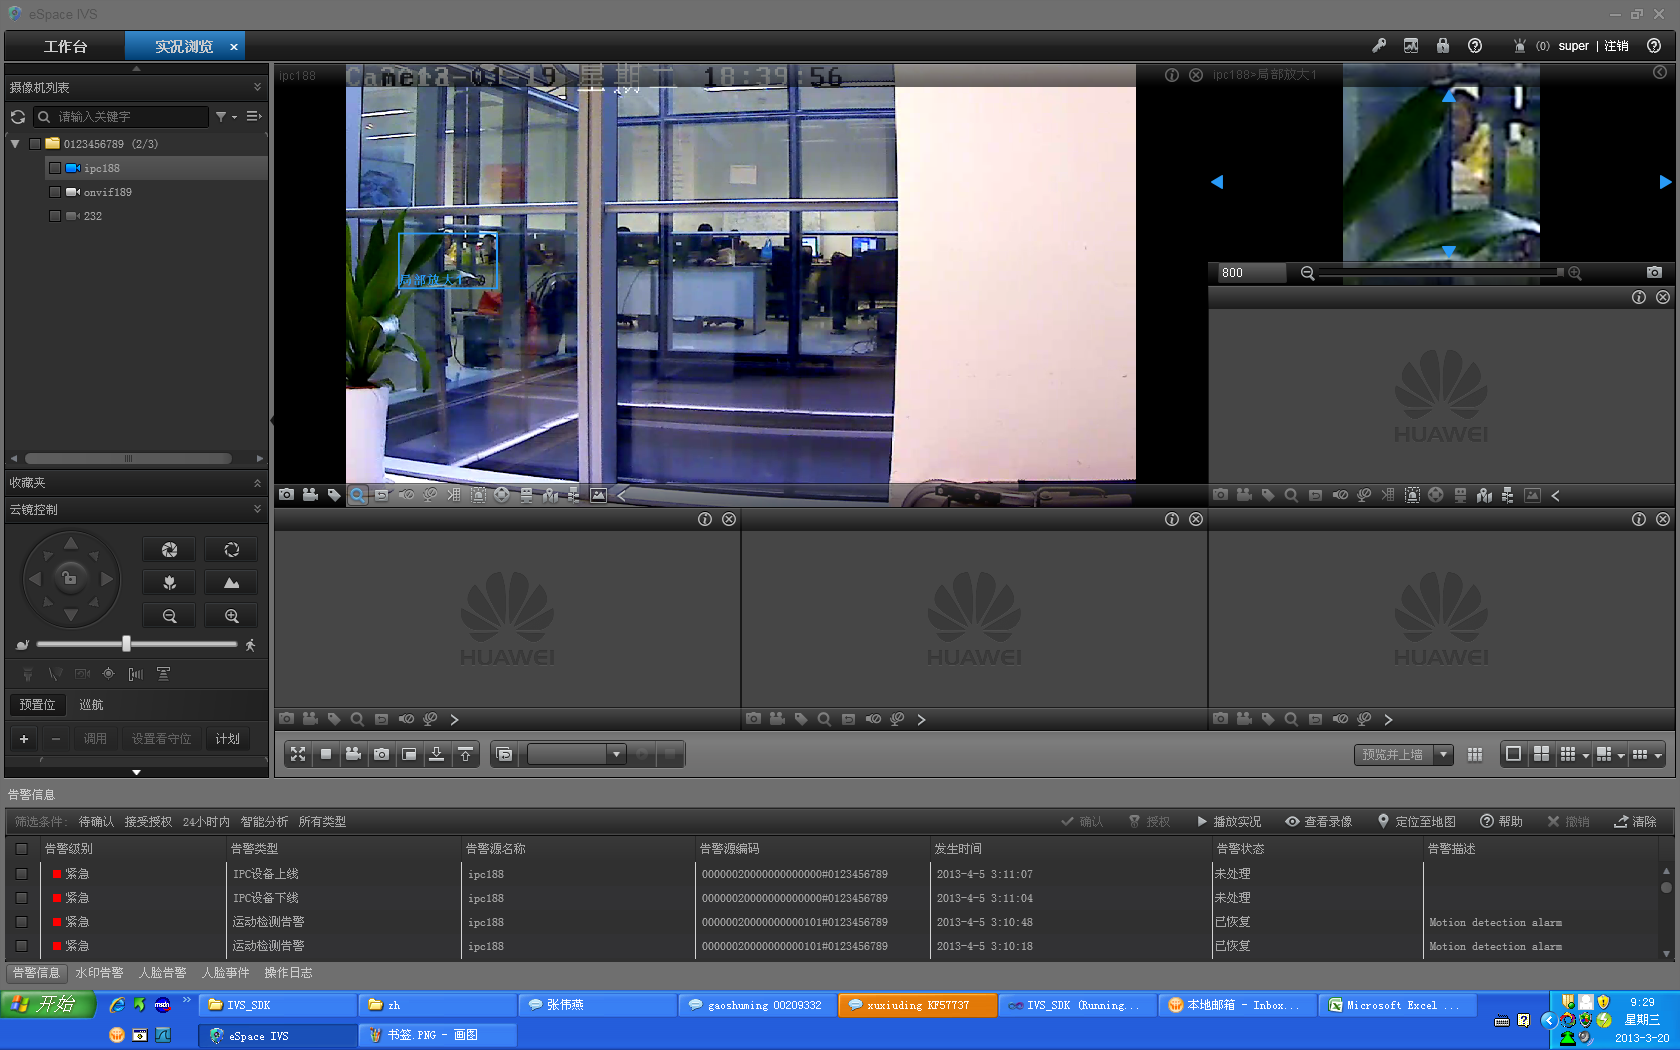 eSpace IVS
工作台 实况浏览 ×
(0) super | 注销
摄像机列表
请输入关键字
0123456789 (2/3)
ipc188
onvif189
232
收藏夹
云镜控制
预置位 巡航
+ − 调用 设置看守位 计划
ipc188
Camera-01-19 星期二 18:39:56
局部放大1
ipc188>局部放大1
800
HUAWEI
HUAWEI
HUAWEI
HUAWEI
预览并上墙
告警信息
筛选条件: 待确认 接受授权 24小时内 智能分析 所有类型
确认 授权 播放实况 查看录像 定位至地图 帮助 撤销 清除
告警级别 告警类型 告警源名称 告警源编码 发生时间 告警状态 告警描述
紧急 IPC设备上线 ipc188 00000020000000000000#0123456789 2013-4-5 3:11:07 未处理
紧急 IPC设备下线 ipc188 00000020000000000000#0123456789 2013-4-5 3:11:04 未处理
紧急 运动检测告警 ipc188 00000020000000000101#0123456789 2013-4-5 3:10:48 已恢复 Motion detection alarm
紧急 运动检测告警 ipc188 00000020000000000101#0123456789 2013-4-5 3:10:18 已恢复 Motion detection alarm
告警信息 水印告警 人脸告警 人脸事件 操作日志
开始 msdn IVS_SDK zh 张伟燕 gaoshuming 00209332 xuxiuding KF57737 IVS_SDK (Running... 本地邮箱 - Inbox... Microsoft Excel ...
eSpace IVS 书签.PNG - 画图
9:29
星期三
2013-3-20